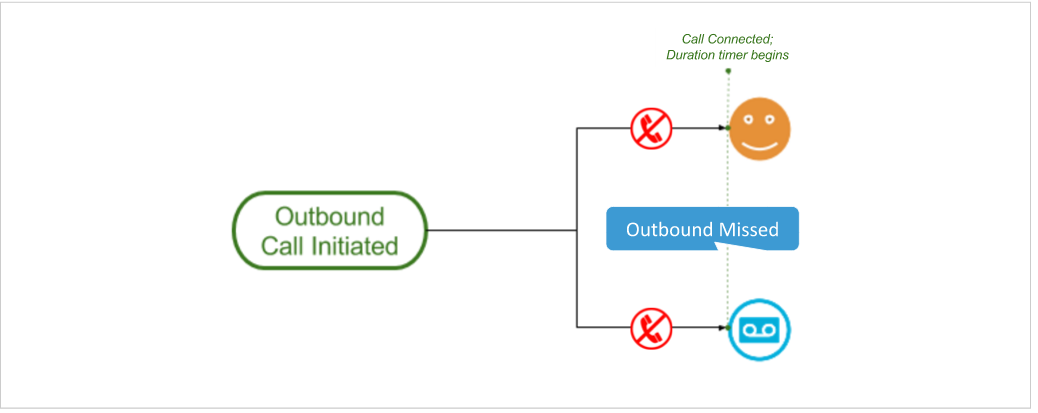 Call Connected;
Duration timer begins
Outbound
Call Initiated
Outbound Missed